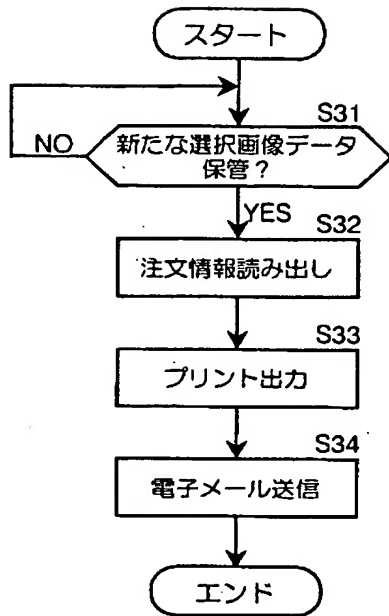 スタート
S31
新たな選択画像データ
保管？
NO
YES
S32
注文情報読み出し
S33
プリント出力
S34
電子メール送信
エンド